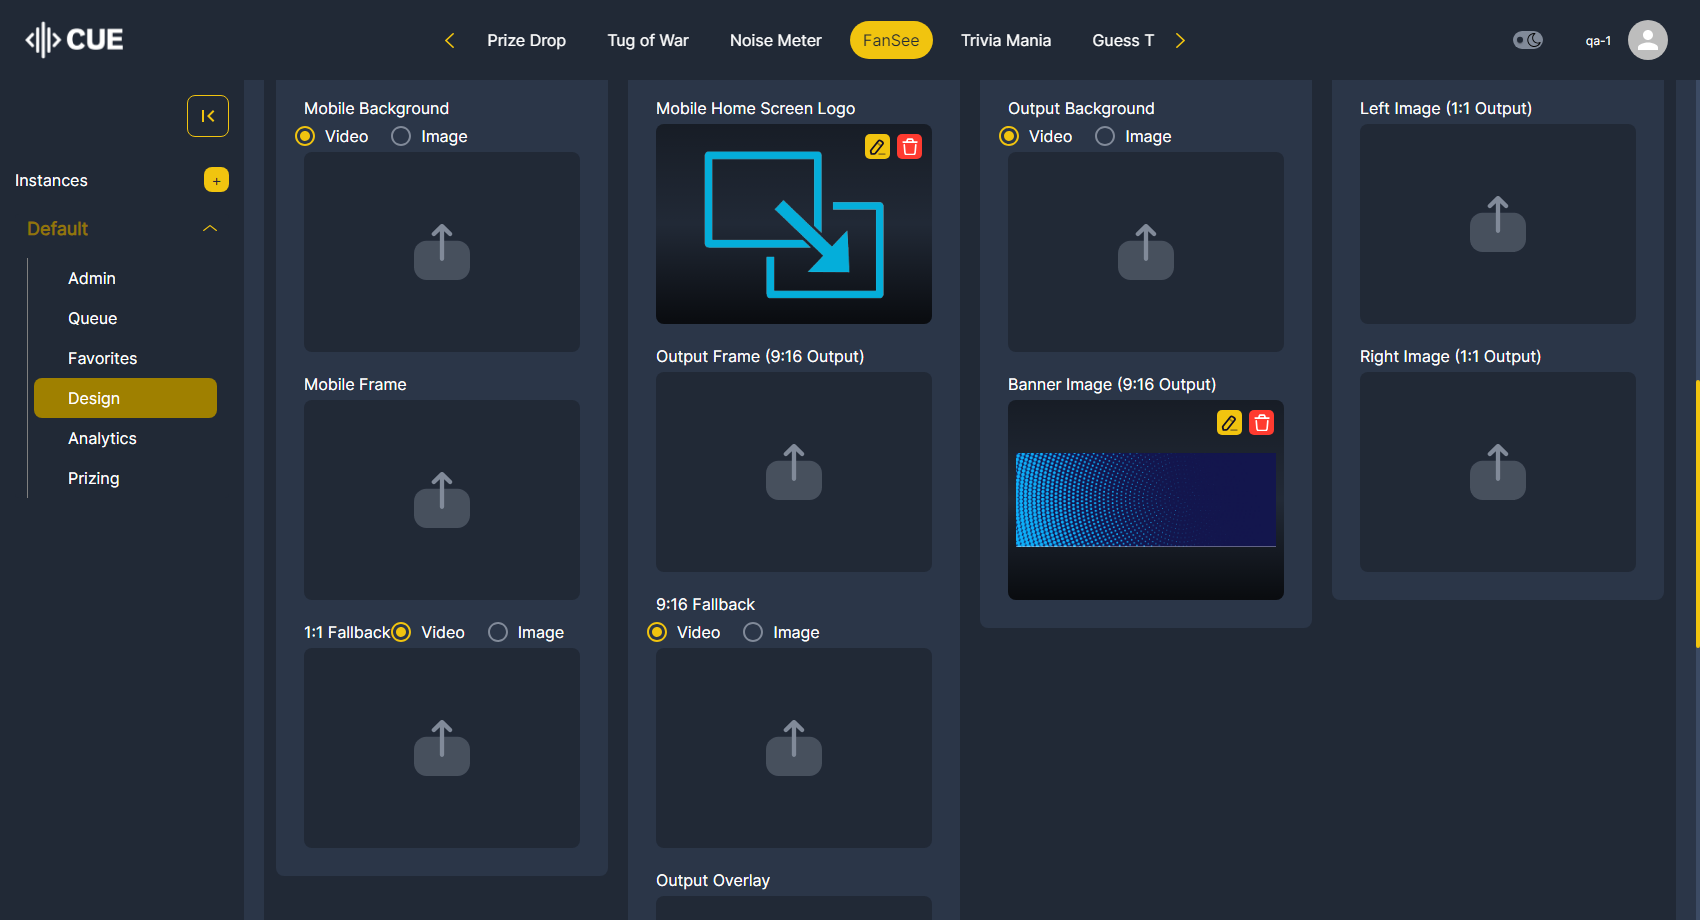 CUE
Prize Drop
Tug of War
Noise Meter
FanSee
Trivia Mania
Guess T
qa-1
Instances
+
Default
Admin
Queue
Favorites
Design
Analytics
Prizing
Mobile Background
Video
Image
Mobile Frame
1:1 Fallback
Video
Image
Mobile Home Screen Logo
Output Frame (9:16 Output)
9:16 Fallback
Video
Image
Output Overlay
Output Background
Video
Image
Banner Image (9:16 Output)
Left Image (1:1 Output)
Right Image (1:1 Output)